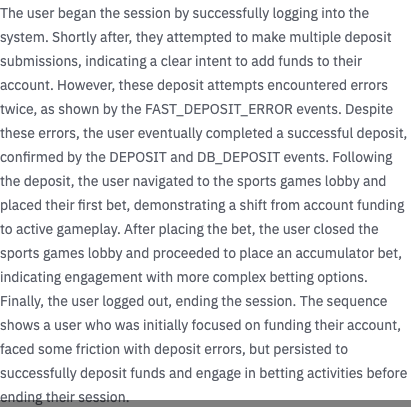 The user began the session by successfully logging into the
system. Shortly after, they attempted to make multiple deposit
submissions, indicating a clear intent to add funds to their
account. However, these deposit attempts encountered errors
twice, as shown by the FAST_DEPOSIT_ERROR events. Despite
these errors, the user eventually completed a successful deposit,
confirmed by the DEPOSIT and DB_DEPOSIT events. Following
the deposit, the user navigated to the sports games lobby and
placed their first bet, demonstrating a shift from account funding
to active gameplay. After placing the bet, the user closed the
sports games lobby and proceeded to place an accumulator bet,
indicating engagement with more complex betting options.
Finally, the user logged out, ending the session. The sequence
shows a user who was initially focused on funding their account,
faced some friction with deposit errors, but persisted to
successfully deposit funds and engage in betting activities before
ending their session.